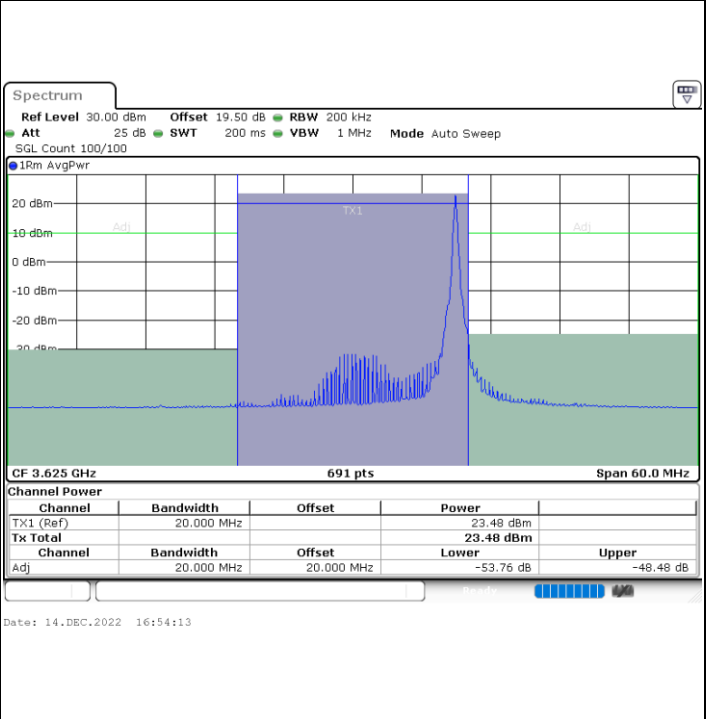 Spectrum
Ref Level 30.00 dBm Offset 19.50 dB RBW 200 kHz
Att 25 dB SWT 200 ms VBW 1 MHz Mode Auto Sweep
SGL Count 100/100
1Rm AvgPwr
20 dBm
TX1
Adj Adj
10 dBm
0 dBm
-10 dBm
-20 dBm
-30 dBm
CF 3.625 GHz 691 pts Span 60.0 MHz
Channel Power
Channel Bandwidth Offset Power
TX1 (Ref) 20.000 MHz 23.48 dBm
Tx Total 23.48 dBm
Channel Bandwidth Offset Lower Upper
Adj 20.000 MHz 20.000 MHz -53.76 dB -48.48 dB
Ready
Date: 14.DEC.2022 16:54:13